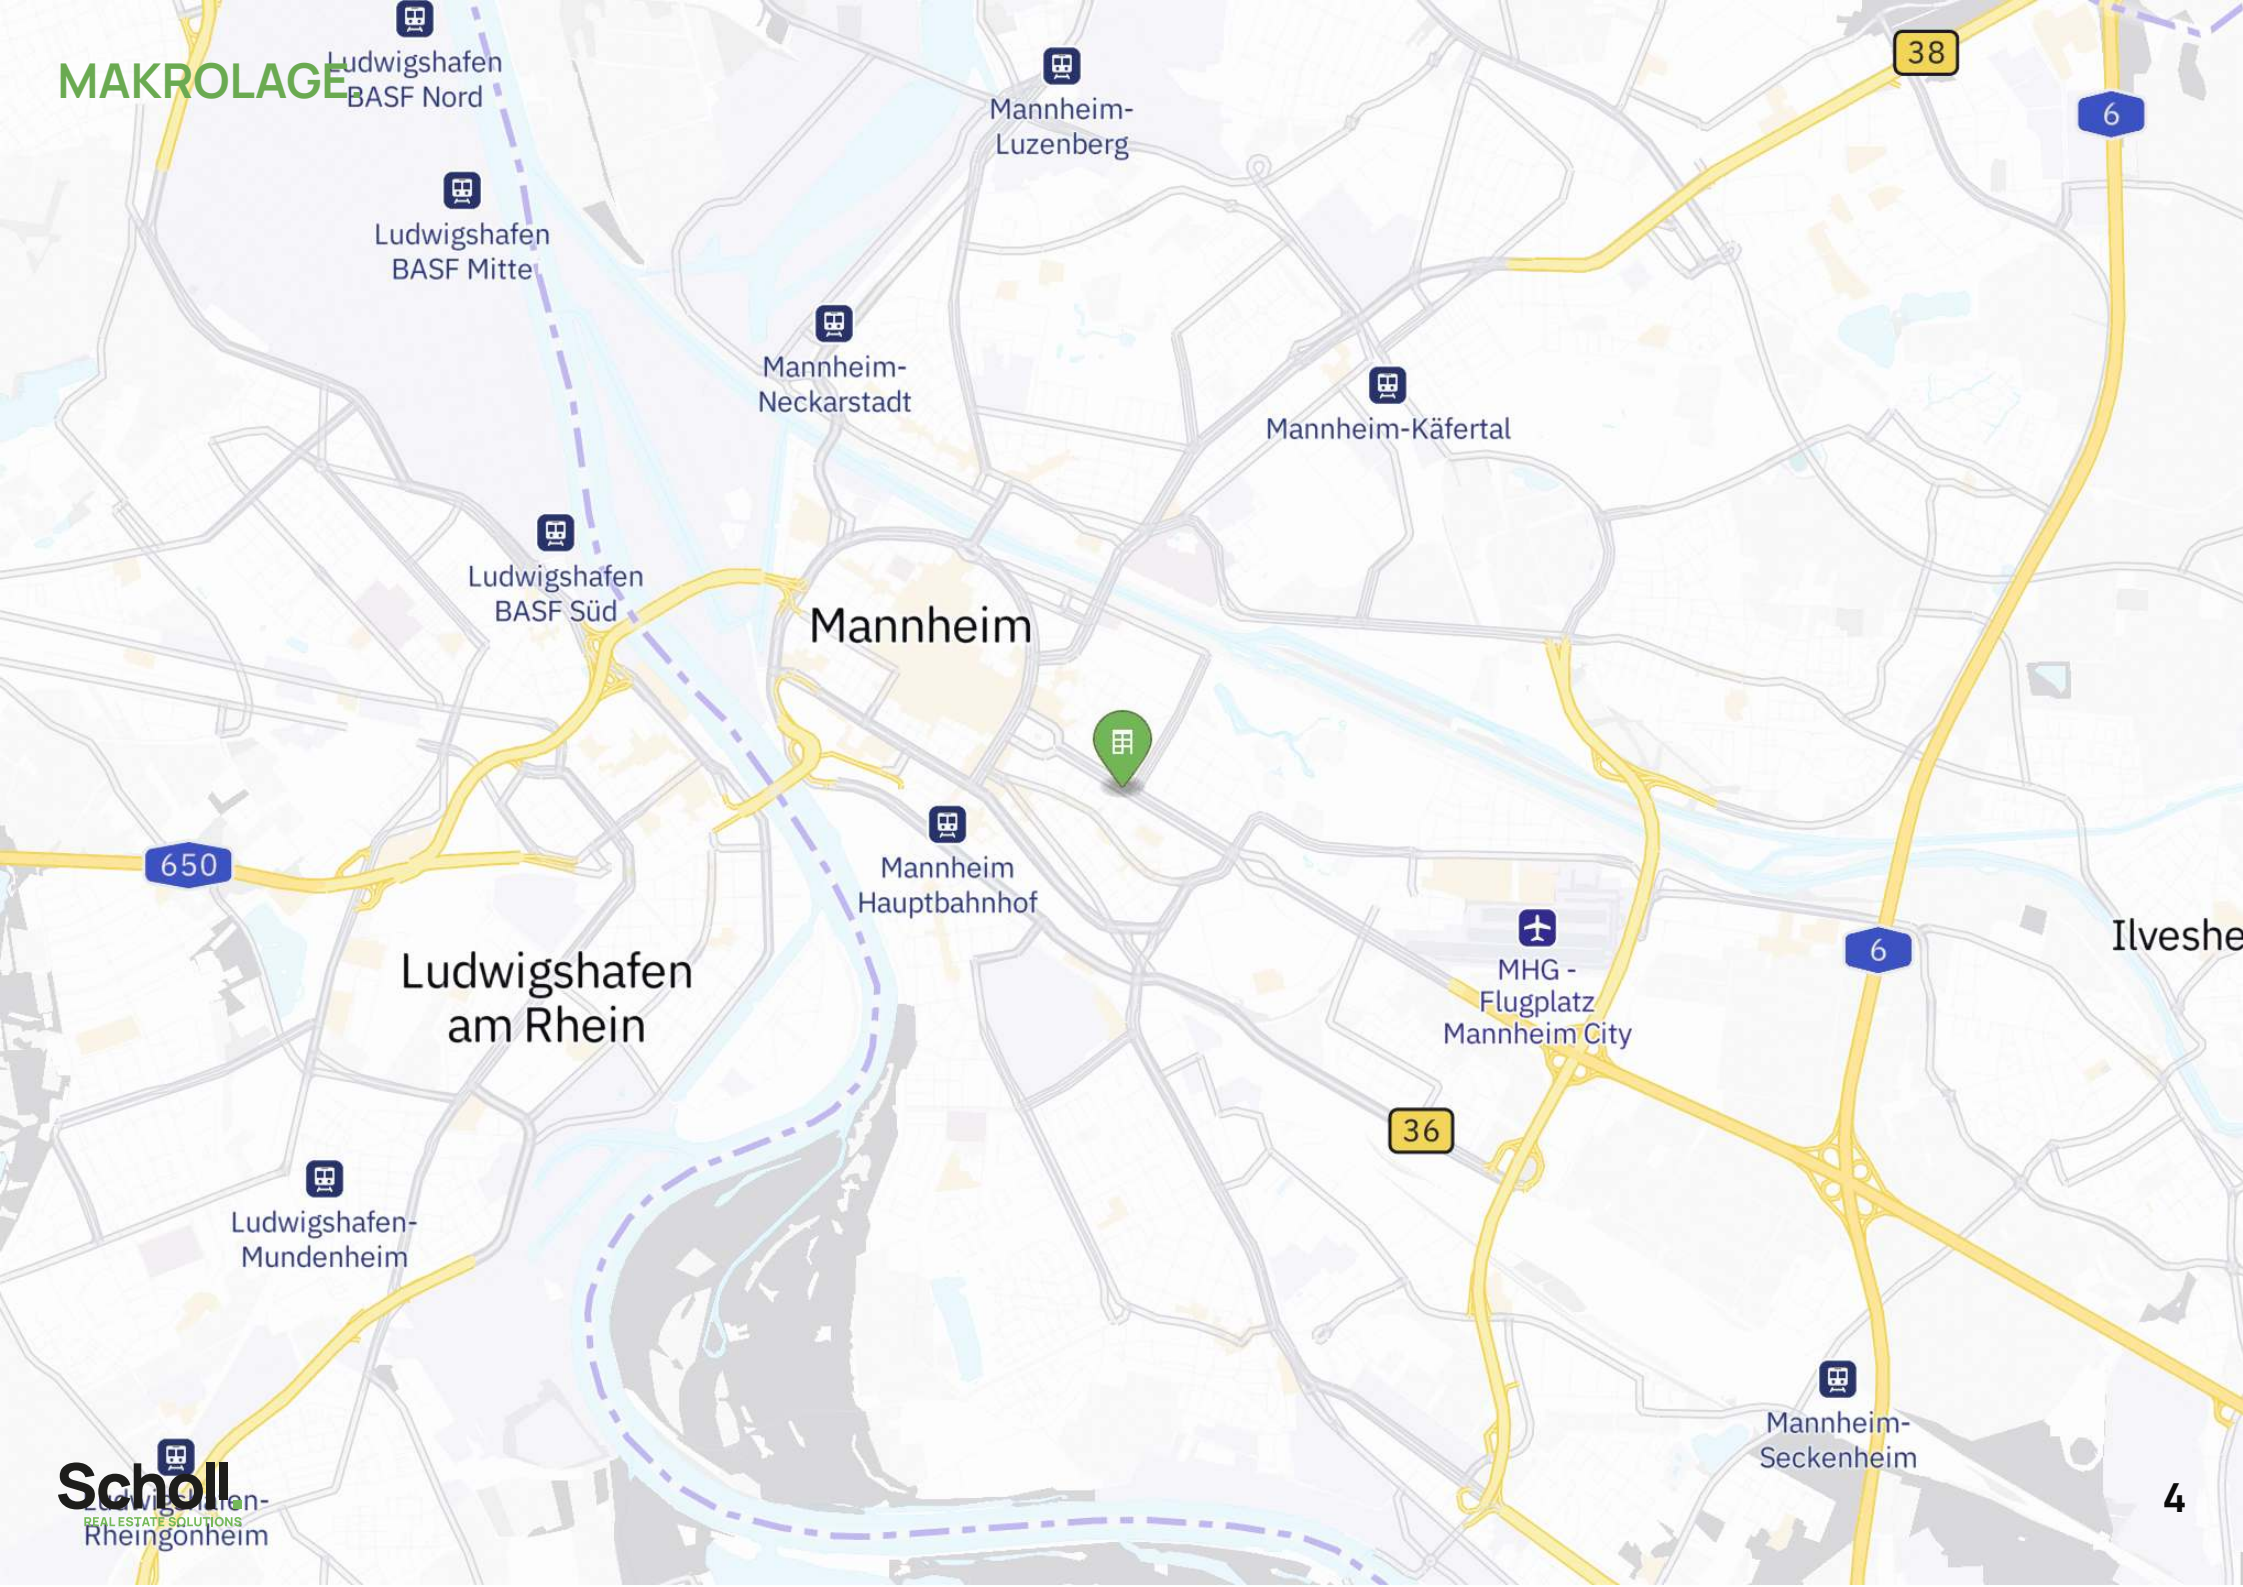 MAKROLAGE.
Ludwigshafen
BASF Nord
Mannheim-
Luzenberg
38
6
Ludwigshafen
BASF Mitte
Mannheim-
Neckarstadt
Mannheim-Käfertal
Ludwigshafen
BASF Süd
Mannheim
650
Mannheim
Hauptbahnhof
Ludwigshafen
am Rhein
MHG -
Flugplatz
Mannheim City
6
Ilveshe
36
Ludwigshafen-
Mundenheim
Mannheim-
Seckenheim
Scholl.
REAL ESTATE SOLUTIONS
Ludwigshafen-
Rheingönheim
4